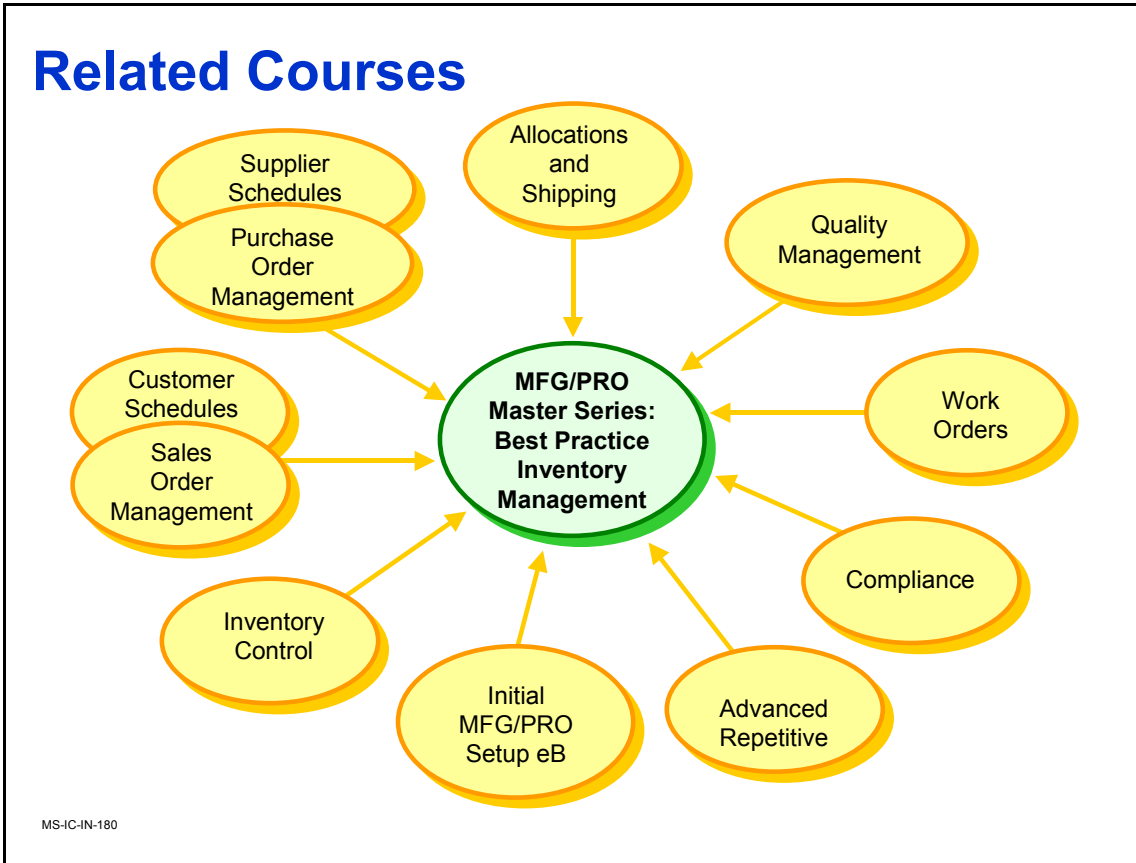 Related Courses
Supplier
Schedules
Purchase
Order
Management
Allocations
and
Shipping
Quality
Management
Customer
Schedules
Sales
Order
Management
MFG/PRO
Master Series:
Best Practice
Inventory
Management
Work
Orders
Inventory
Control
Compliance
Initial
MFG/PRO
Setup eB
Advanced
Repetitive
MS-IC-IN-180